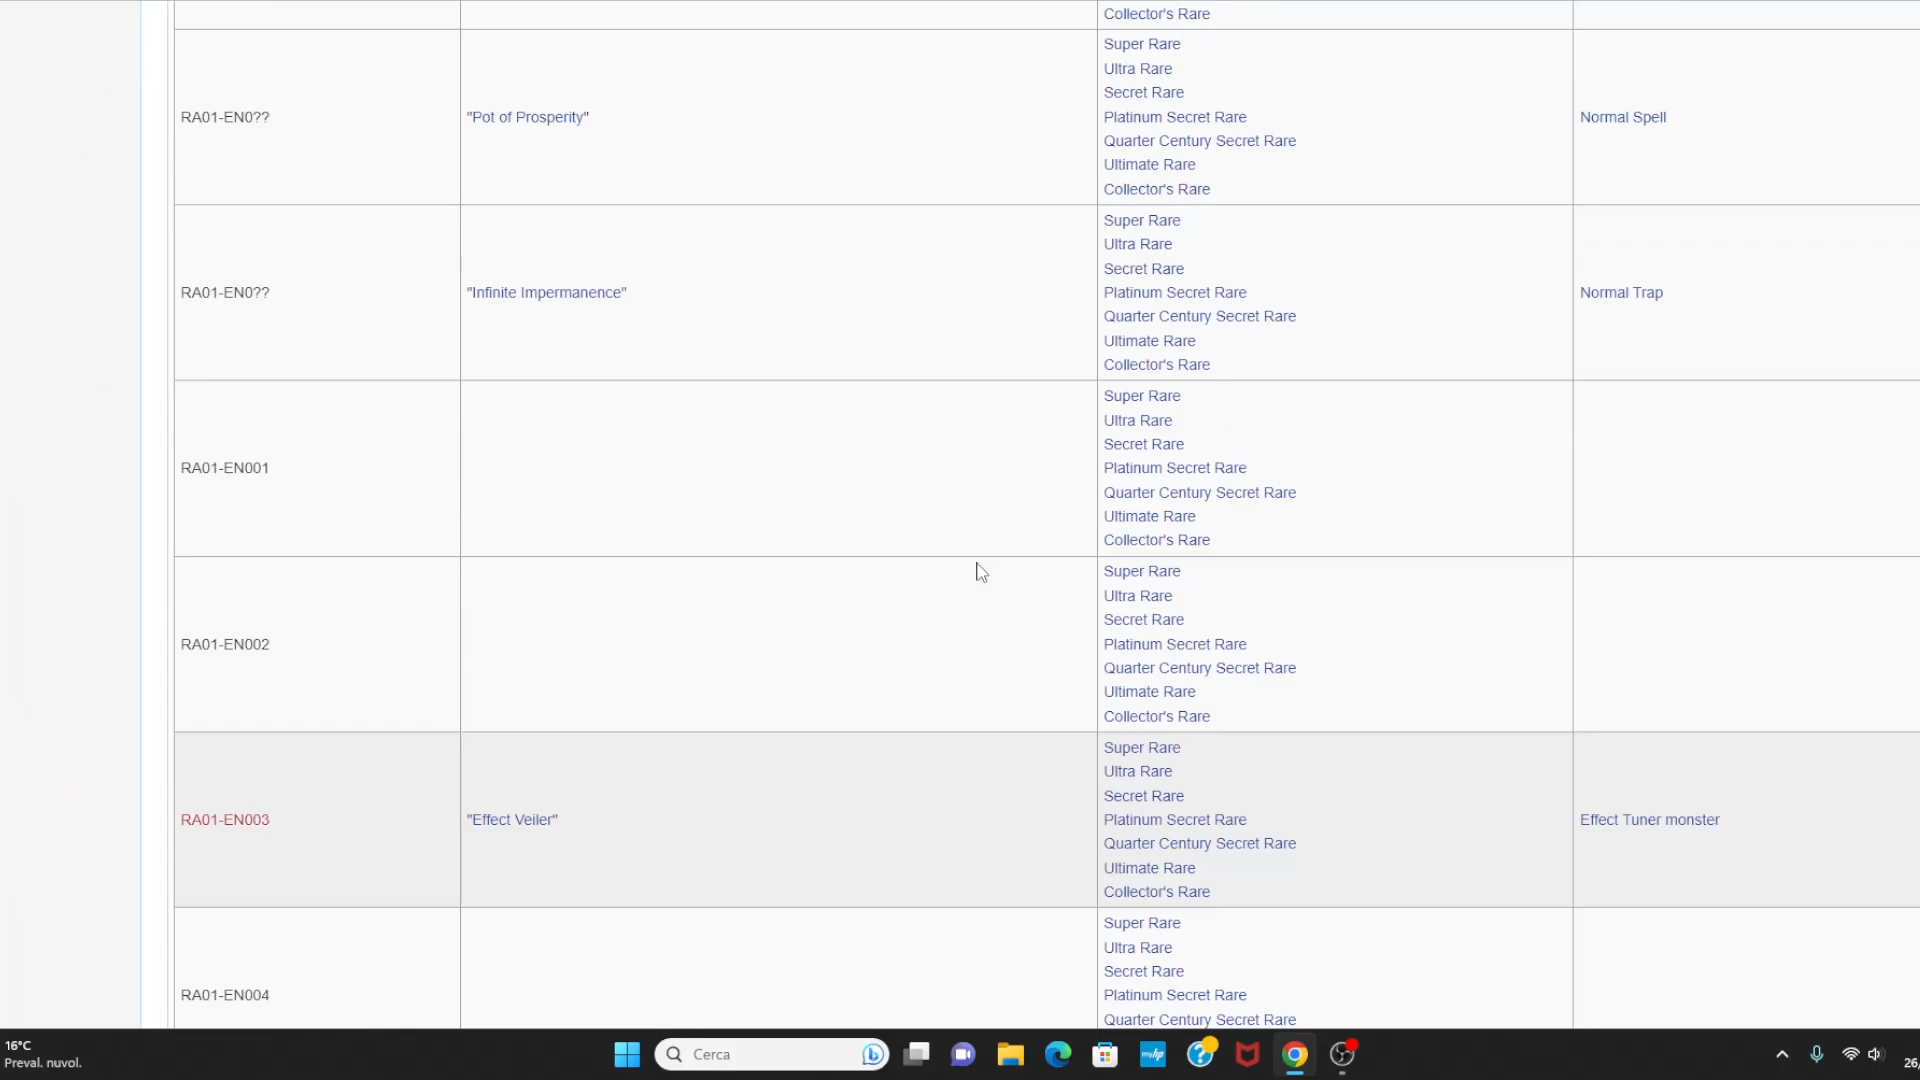 Collector's Rare
RA01-EN0??
"Pot of Prosperity"
Super Rare
Ultra Rare
Secret Rare
Platinum Secret Rare
Quarter Century Secret Rare
Ultimate Rare
Collector's Rare
Normal Spell
RA01-EN0??
"Infinite Impermanence"
Super Rare
Ultra Rare
Secret Rare
Platinum Secret Rare
Quarter Century Secret Rare
Ultimate Rare
Collector's Rare
Normal Trap
RA01-EN001
Super Rare
Ultra Rare
Secret Rare
Platinum Secret Rare
Quarter Century Secret Rare
Ultimate Rare
Collector's Rare
RA01-EN002
Super Rare
Ultra Rare
Secret Rare
Platinum Secret Rare
Quarter Century Secret Rare
Ultimate Rare
Collector's Rare
RA01-EN003
"Effect Veiler"
Super Rare
Ultra Rare
Secret Rare
Platinum Secret Rare
Quarter Century Secret Rare
Ultimate Rare
Collector's Rare
Effect Tuner monster
RA01-EN004
Super Rare
Ultra Rare
Secret Rare
Platinum Secret Rare
Quarter Century Secret Rare
16°C
Preval. nuvol.
Cerca
myhp
26/